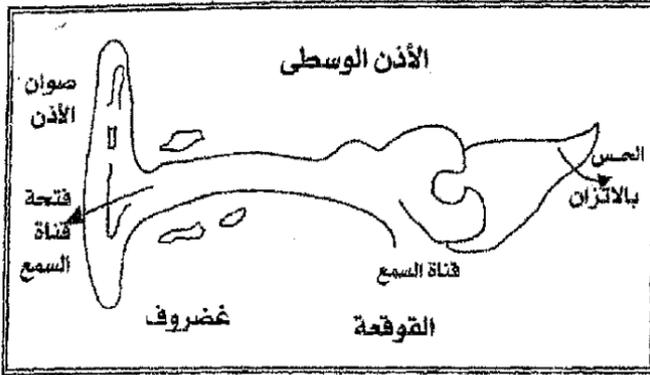 الأذن الوسطى
صوان
الأذن
الحس
بالاتزان
فتحة
قناة
السمع
قناة السمع
غضروف
القوقعة